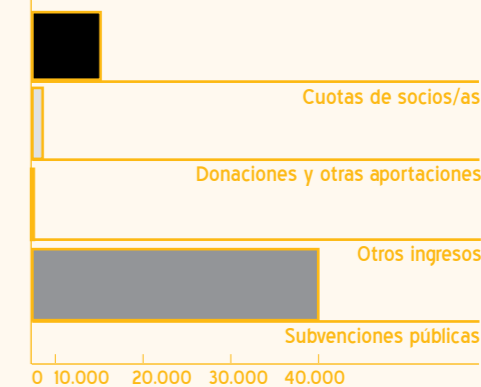 Cuotas de socios/as
Donaciones y otras aportaciones
Otros ingresos
Subvenciones públicas
0 10.000 20.000 30.000 40.000